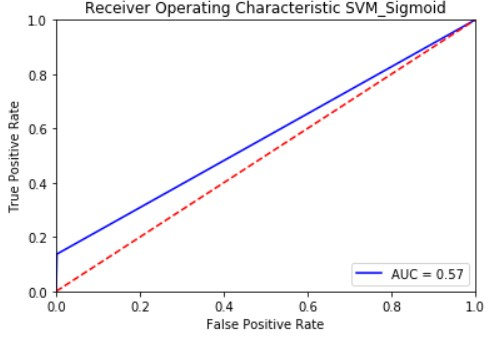 Receiver Operating Characteristic SVM_Sigmoid
1.0
0.8
0.6
0.4
0.2
0.0
True Positive Rate
AUC = 0.57
0.0 0.2 0.4 0.6 0.8 1.0
False Positive Rate